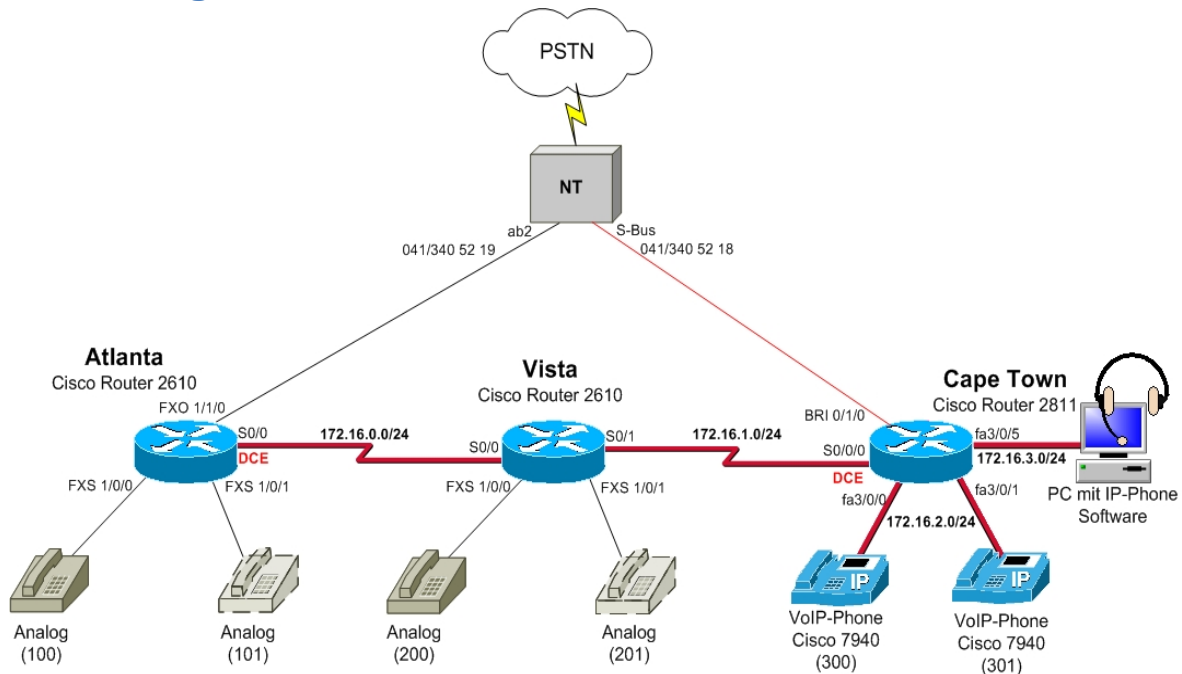 PSTN
NT
ab2
S-Bus
041/340 52 19
041/340 52 18
Atlanta
Cisco Router 2610
FXO 1/1/0
S0/0
DCE
FXS 1/0/0
FXS 1/0/1
172.16.0.0/24
Vista
Cisco Router 2610
S0/0
S0/1
FXS 1/0/0
FXS 1/0/1
172.16.1.0/24
Cape Town
Cisco Router 2811
BRI 0/1/0
S0/0/0
DCE
fa3/0/5
172.16.3.0/24
fa3/0/0
fa3/0/1
172.16.2.0/24
PC mit IP-Phone
Software
Analog
(100)
Analog
(101)
Analog
(200)
Analog
(201)
IP
VoIP-Phone
Cisco 7940
(300)
IP
VoIP-Phone
Cisco 7940
(301)